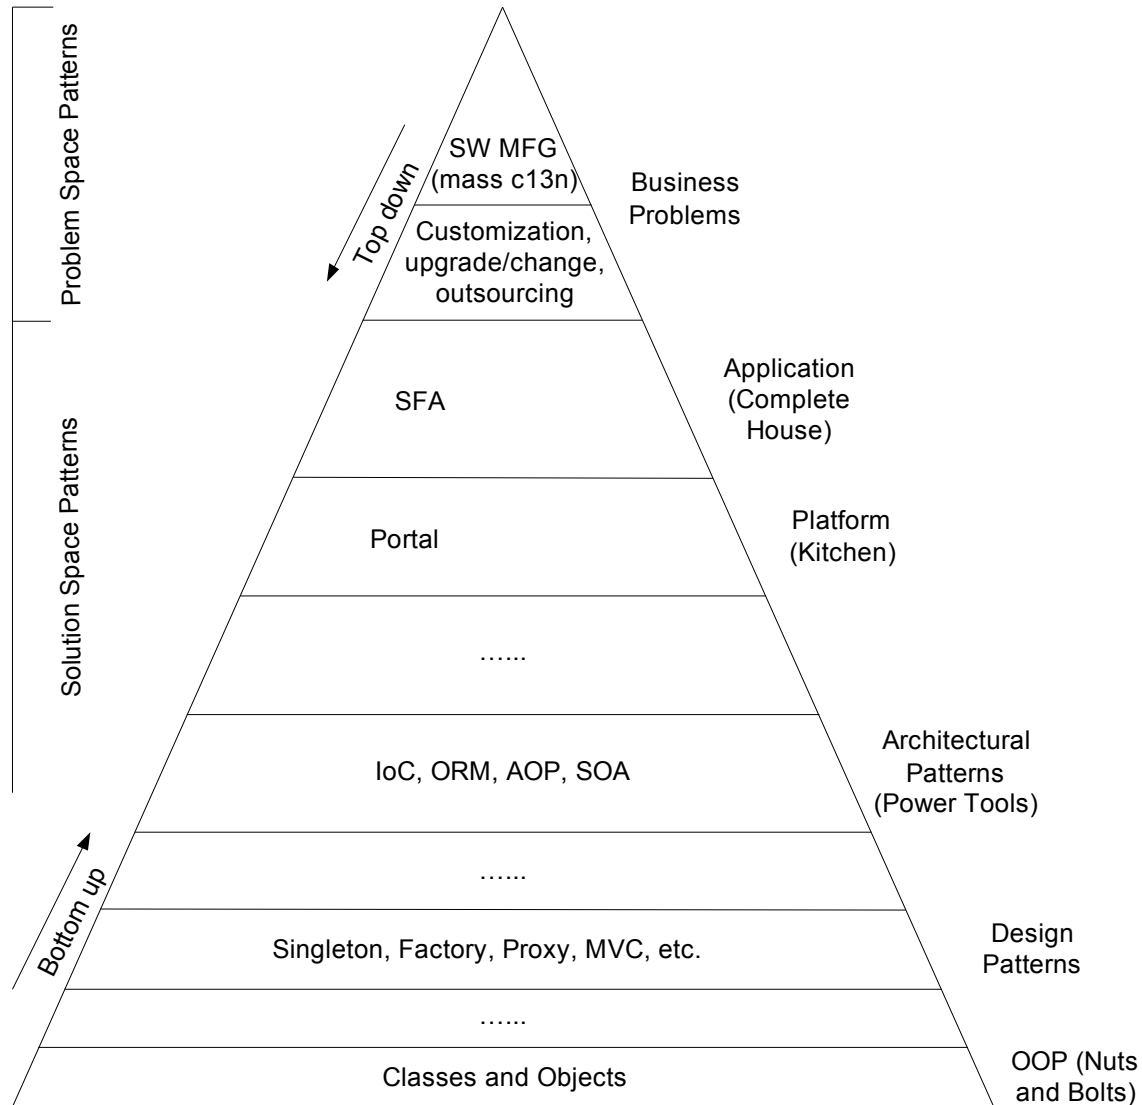 Problem Space Patterns
Top down
SW MFG
(mass c13n)
Business
Problems
Customization,
upgrade/change,
outsourcing
Solution Space Patterns
SFA
Application
(Complete
House)
Portal
Platform
(Kitchen)
…...
IoC, ORM, AOP, SOA
Architectural
Patterns
(Power Tools)
Bottom up
…...
Singleton, Factory, Proxy, MVC, etc.
Design
Patterns
…...
Classes and Objects
OOP (Nuts
and Bolts)